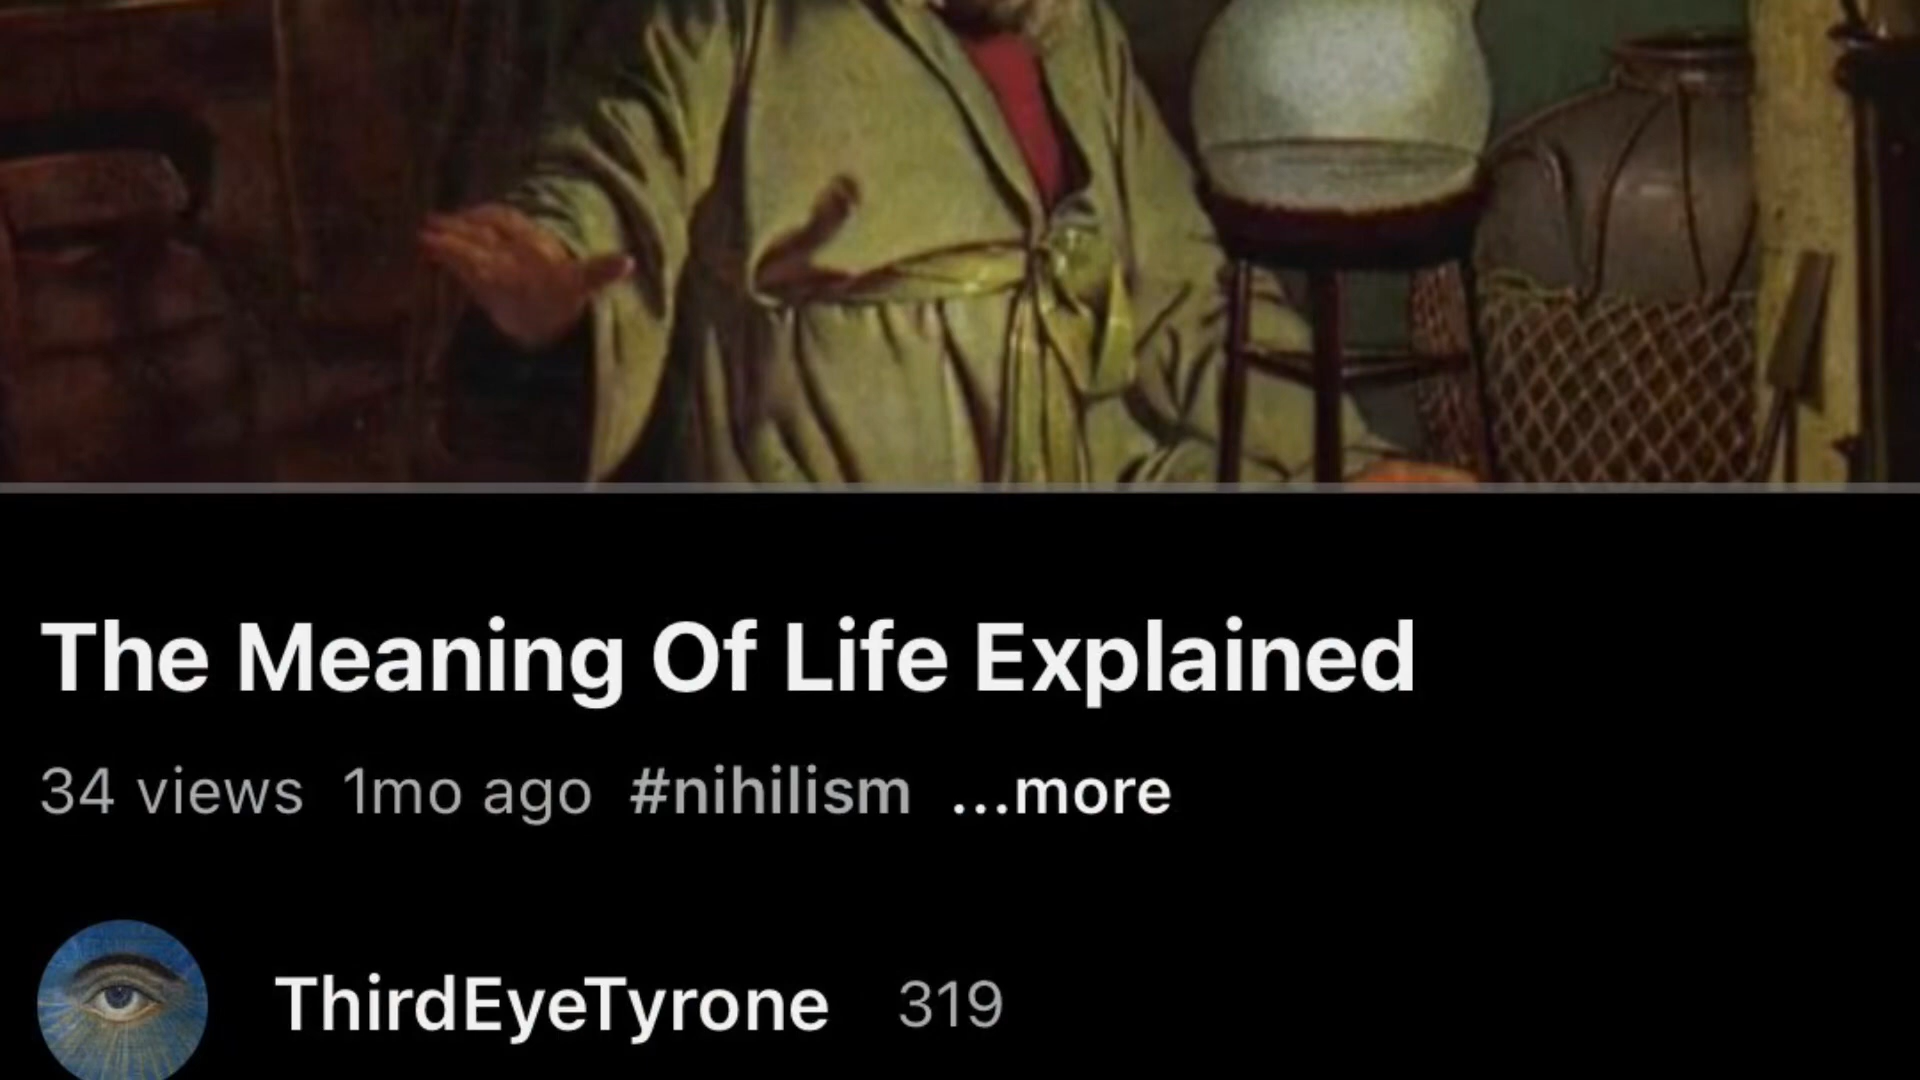 The Meaning Of Life Explained
34 views 1mo ago #nihilism ...more
ThirdEyeTyrone 319